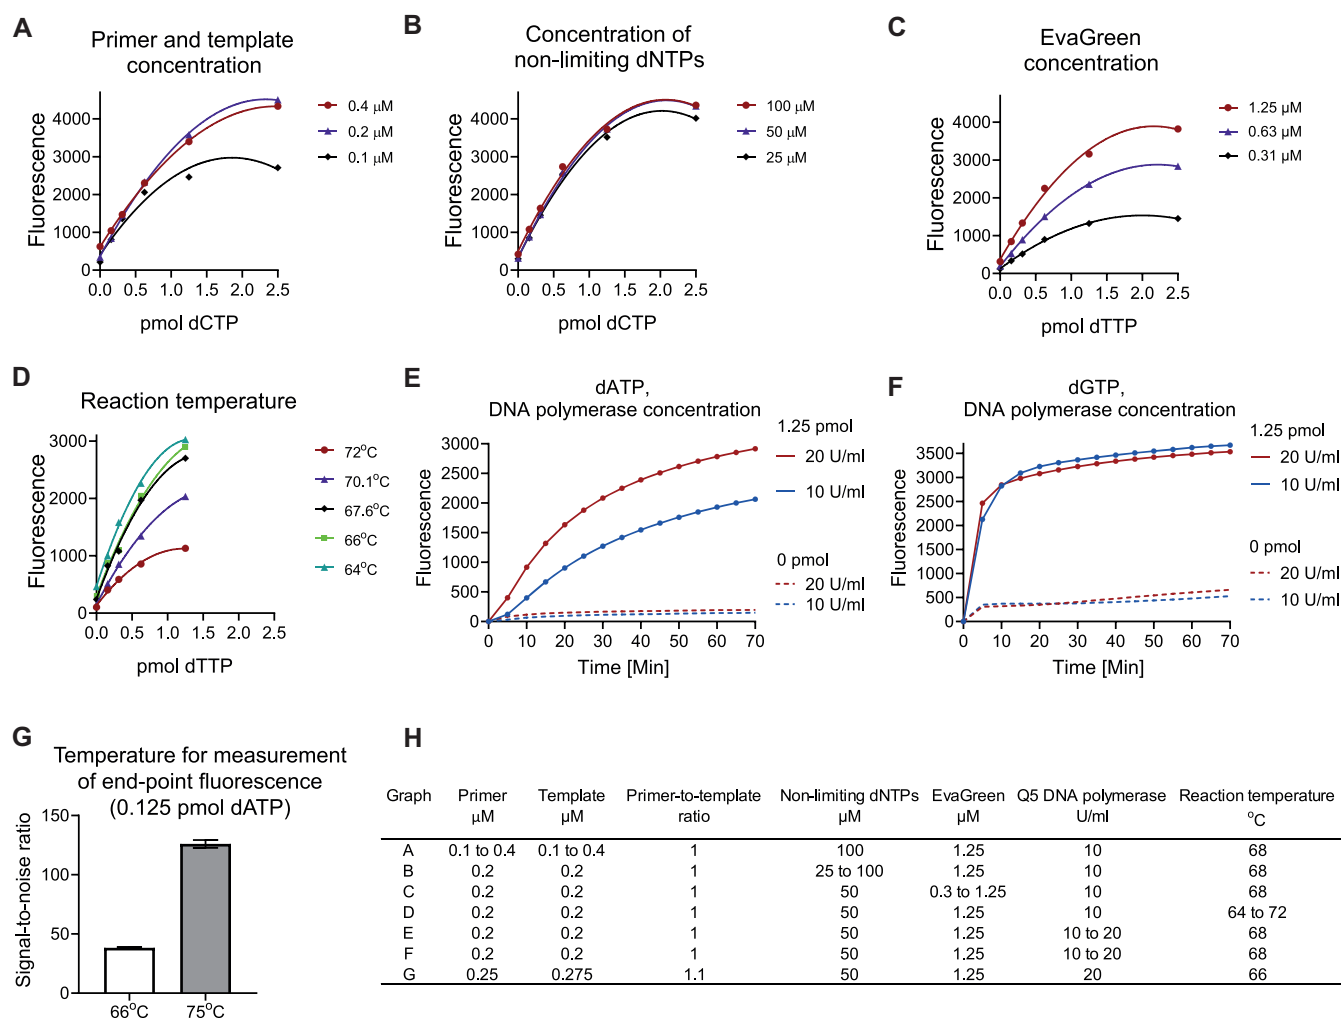 A
Primer and template
concentration
Fluorescence
4000
3000
2000
1000
0
0.0 0.5 1.0 1.5 2.0 2.5
pmol dCTP
0.4 µM
0.2 µM
0.1 µM
B
Concentration of
non-limiting dNTPs
Fluorescence
4000
3000
2000
1000
0
0.0 0.5 1.0 1.5 2.0 2.5
pmol dCTP
100 µM
50 µM
25 µM
C
EvaGreen
concentration
Fluorescence
4000
3000
2000
1000
0
0.0 0.5 1.0 1.5 2.0 2.5
pmol dTTP
1.25 µM
0.63 µM
0.31 µM
D
Reaction temperature
Fluorescence
3000
2000
1000
0
0.0 0.5 1.0 1.5 2.0 2.5
pmol dTTP
72°C
70.1°C
67.6°C
66°C
64°C
E
dATP,
DNA polymerase concentration
Fluorescence
3000
2500
2000
1500
1000
500
0
0 10 20 30 40 50 60 70
Time [Min]
1.25 pmol
20 U/ml
10 U/ml
0 pmol
20 U/ml
10 U/ml
F
dGTP,
DNA polymerase concentration
Fluorescence
3500
3000
2500
2000
1500
1000
500
0
0 10 20 30 40 50 60 70
Time [Min]
1.25 pmol
20 U/ml
10 U/ml
0 pmol
20 U/ml
10 U/ml
G
Temperature for measurement
of end-point fluorescence
(0.125 pmol dATP)
Signal-to-noise ratio
150
100
50
0
66°C 75°C
H
Graph Primer Template Primer-to-template Non-limiting dNTPs EvaGreen Q5 DNA polymerase Reaction temperature
µM µM ratio µM µM U/ml °C
A 0.1 to 0.4 0.1 to 0.4 1 100 1.25 10 68
B 0.2 0.2 1 25 to 100 1.25 10 68
C 0.2 0.2 1 50 0.3 to 1.25 10 68
D 0.2 0.2 1 50 1.25 10 64 to 72
E 0.2 0.2 1 50 1.25 10 to 20 68
F 0.2 0.2 1 50 1.25 10 to 20 68
G 0.25 0.275 1.1 50 1.25 20 66